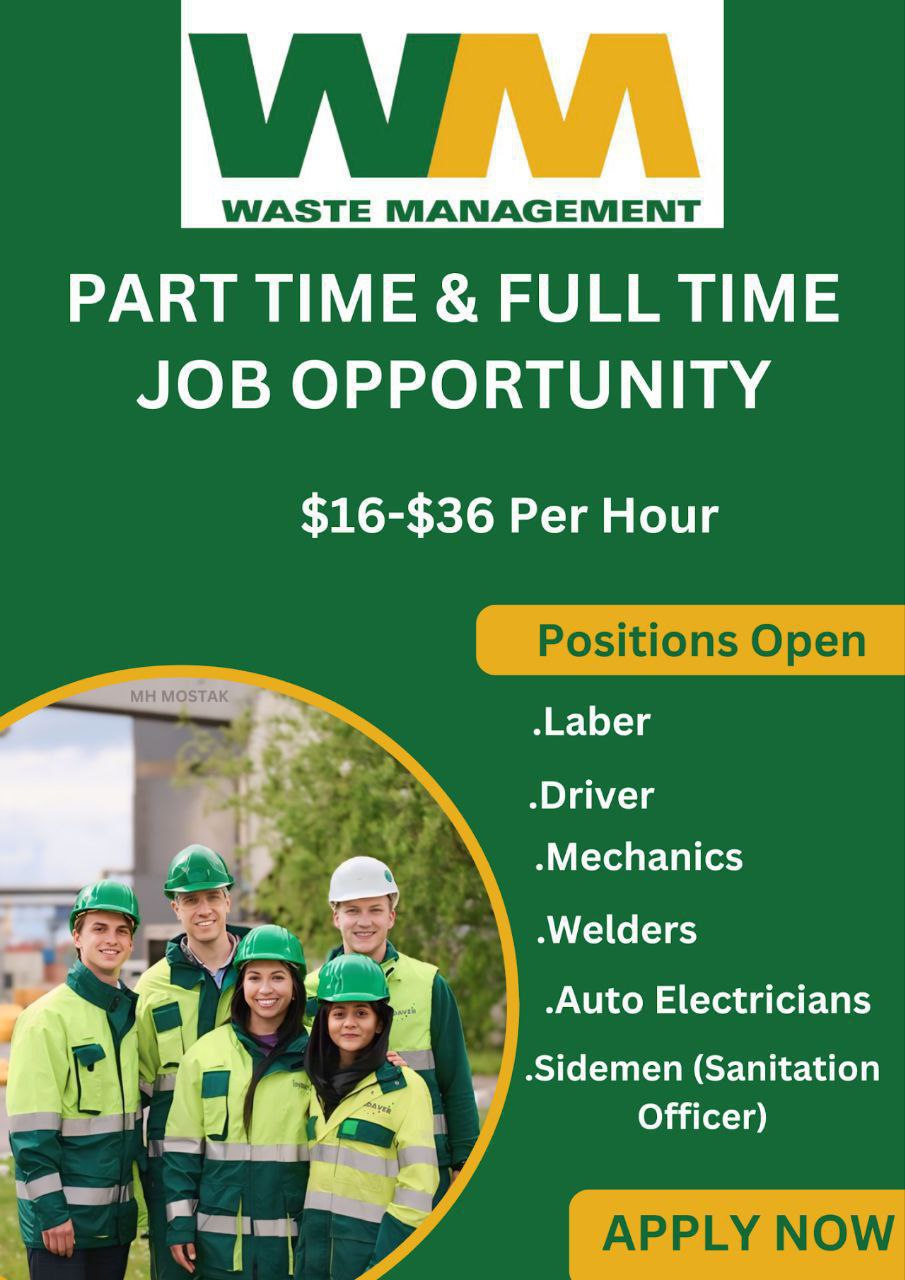 WM
WASTE MANAGEMENT
PART TIME & FULL TIME
JOB OPPORTUNITY
$16-$36 Per Hour
Positions Open
MH MOSTAK
.Laber
.Driver
.Mechanics
.Welders
.Auto Electricians
.Sidemen (Sanitation
Officer)
APPLY NOW